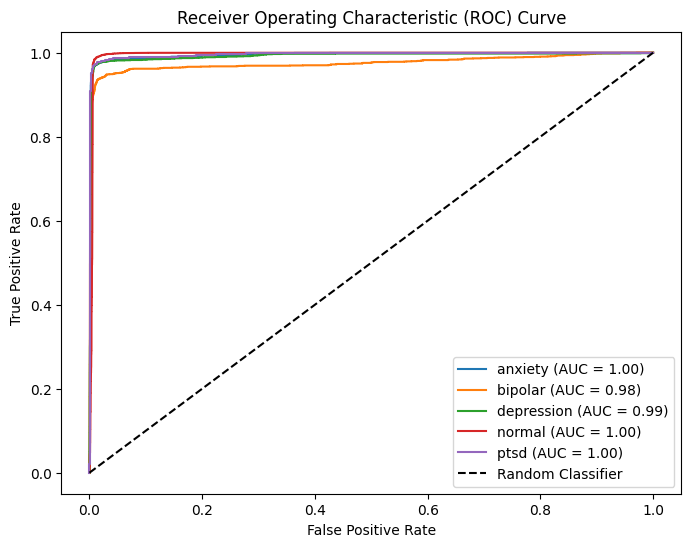 Receiver Operating Characteristic (ROC) Curve
True Positive Rate
1.0
0.8
0.6
0.4
0.2
0.0
anxiety (AUC = 1.00)
bipolar (AUC = 0.98)
depression (AUC = 0.99)
normal (AUC = 1.00)
ptsd (AUC = 1.00)
Random Classifier
0.0 0.2 0.4 0.6 0.8 1.0
False Positive Rate